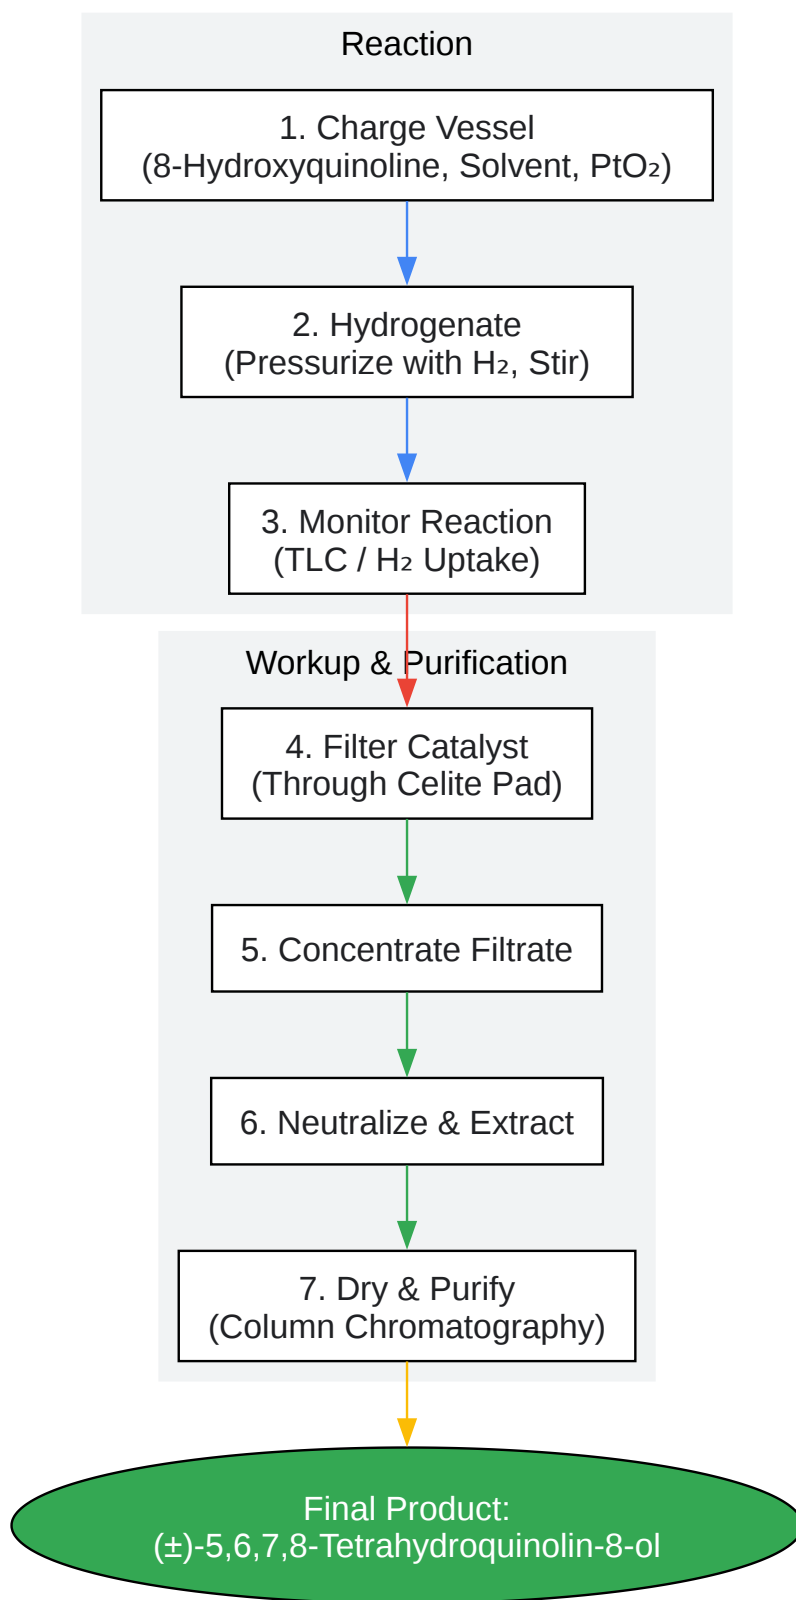 Reaction
1. Charge Vessel
(8-Hydroxyquinoline, Solvent, PtO₂)
2. Hydrogenate
(Pressurize with H₂, Stir)
3. Monitor Reaction
(TLC / H₂ Uptake)
Workup & Purification
4. Filter Catalyst
(Through Celite Pad)
5. Concentrate Filtrate
6. Neutralize & Extract
7. Dry & Purify
(Column Chromatography)
Final Product:
(±)-5,6,7,8-Tetrahydroquinolin-8-ol